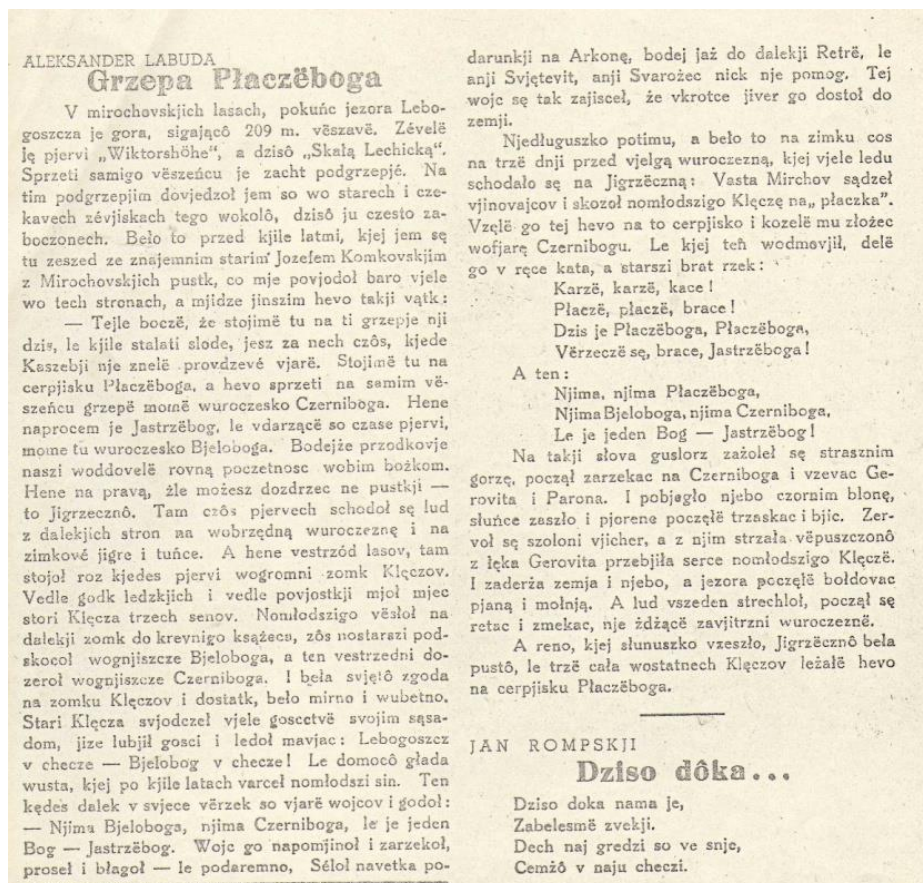 ALEKSANDER LABUDA
Grzepa Płaczëboga
V mirochovskjich lasach, pokuńc jezora Lebo-
goszcza je gora, sigającô 209 m. vëszavë. Zévelë
ję pjervi „Wiktorshöhe", a dzisô „Skałą Lechicką".
Sprzeti samigo vëszeńcu je zacht podgrzepjé. Na
tim podgrzepjim dovjedzoł jem so wo starech i cze-
kavech zévjiskach tego wokolô, dzisô ju czesto za-
boczonech. Beło to przed kjile latmi, kjej jem sę
tu zeszed ze znajemnim starim Jozefem Komkovskjim
z Mirochovskjich pustk, co mje povjodoł baro vjele
wo tech stronach, a mjidze jinszim hevo takji vątk:
— Tejle boczë, że stojimë tu na ti grzepje nji
dzis, le kjile stalati slode, jesz za nech czôs, kjede
Kaszebji nje znelë provdzevé vjarë. Stojimë tu na
cerpjisku Płaczëboga, a hevo sprzeti na samim vë-
szeńcu grzepë momë wuroczesko Czerniboga. Hene
naprocem je Jastrzëbog, le vdarzącë so czase pjervi,
mome tu wuroczesko Bjeloboga. Bodejże przodkovje
naszi woddovelë rovną poczetnosc wobim bożkom.
Hene na pravą, żle możesz dozdrzec ne pustkji —
to Jigrzecznô. Tam czôs pjervech schodoł sę lud
z dalekjich stron na wobrzędną wuroczeznę i na
zimkové jigre i tuńce. A hene vestrzód lasov, tam
stojoł roz kjedes pjervi wogromni zomk Klęczov.
Vedle godk ledzkjich i vedle povjostkji mjoł mjec
stori Klęcza trzech senov. Nomłodszigo vësłoł na
dalekji zomk do krevnigo ksążecu, zôs nostarszi pod-
skocoł wognjiszcze Bjeloboga, a ten vestrzedni do-
zeroł wognjiszcze Czerniboga. I beła svjętô zgoda
na zomku Klęczov i dostatk, beło mirno i wubetno.
Stari Klęcza svjodczeł vjele goscetvë svojim sąsa-
dom, jize lubjił gosci i ledoł mavjac: Lebogoszcz
v checze — Bjelobog v checze! Le domocô głada
wusta, kjej po kjile latach varceł nomłodszi sin. Ten
kędes dalek v svjece vërzek so vjarë wojcov i godoł:
— Njima Bjeloboga, njima Czerniboga, le je jeden
Bog — Jastrzëbog. Wojc go napomjinoł i zarzekoł,
proseł i błagoł — le podaremno, Sëloł navetka po-
darunkji na Arkonę, bodej jaż do dalekji Retrë, le
anji Svjętevit, anji Svarożec nick nje pomog. Tej
wojc sę tak zajisceł, że vkrotce jiver go dostoł do
zemji.
Njedługuszko potimu, a beło to na zimku cos
na trzë dnji przed vjelgą wuroczezną, kjej vjele ledu
schodało sę na Jigrzëczną: Vasta Mirchov sądzeł
vjinovajcov i skozoł nomłodszigo Klęczę na „ płaczka".
Vzęlë go tej hevo na to cerpjisko i kozelë mu złożec
wofjarę Czernibogu. Le kjej teń wodmovjił, delë
go v ręce kata, a starszi brat rzek:
Karzë, karzë, kace!
Płaczë, płaczë, brace!
Dzis je Płaczëboga, Płaczëboga,
Vërzeczë sę, brace, Jastrzëboga!
A ten:
Njima, njima Płaczëboga,
Njima Bjeloboga, njima Czerniboga,
Le je jeden Bog — Jastrzëbog!
Na takji słova guslorz zażoleł sę strasznim
gorzę, począł zarzekac na Czerniboga i vzevac Ge-
rovita i Parona. I pobjegło njebo czornim blonę,
słuńce zaszło i pjorene poczęłë trzaskac i bjic. Zer-
voł sę szoloni vjicher, a z njim strzała vëpuszczonô
z łęka Gerovita przebjiła serce nomłodszigo Klęczë.
I zaderża zemja i njebo, a jezora poczęłë bołdovac
pjaną i mołnją. A lud vszeden strechloł, począł sę
retac i zmekac, nje żdżącë zavjitrzni wuroczeznë.
A reno, kjej słunuszko vzeszło, Jigrzëcznô beła
pustô, le trzë cała wostatnech Klęczov leżałë hevo
na cerpjisku Płaczëboga.
JAN ROMPSKJI
Dziso dôka...
Dziso doka nama je,
Zabelesmë zvekji.
Dech naj gredzi so ve snje,
Cemżô v naju checzi.